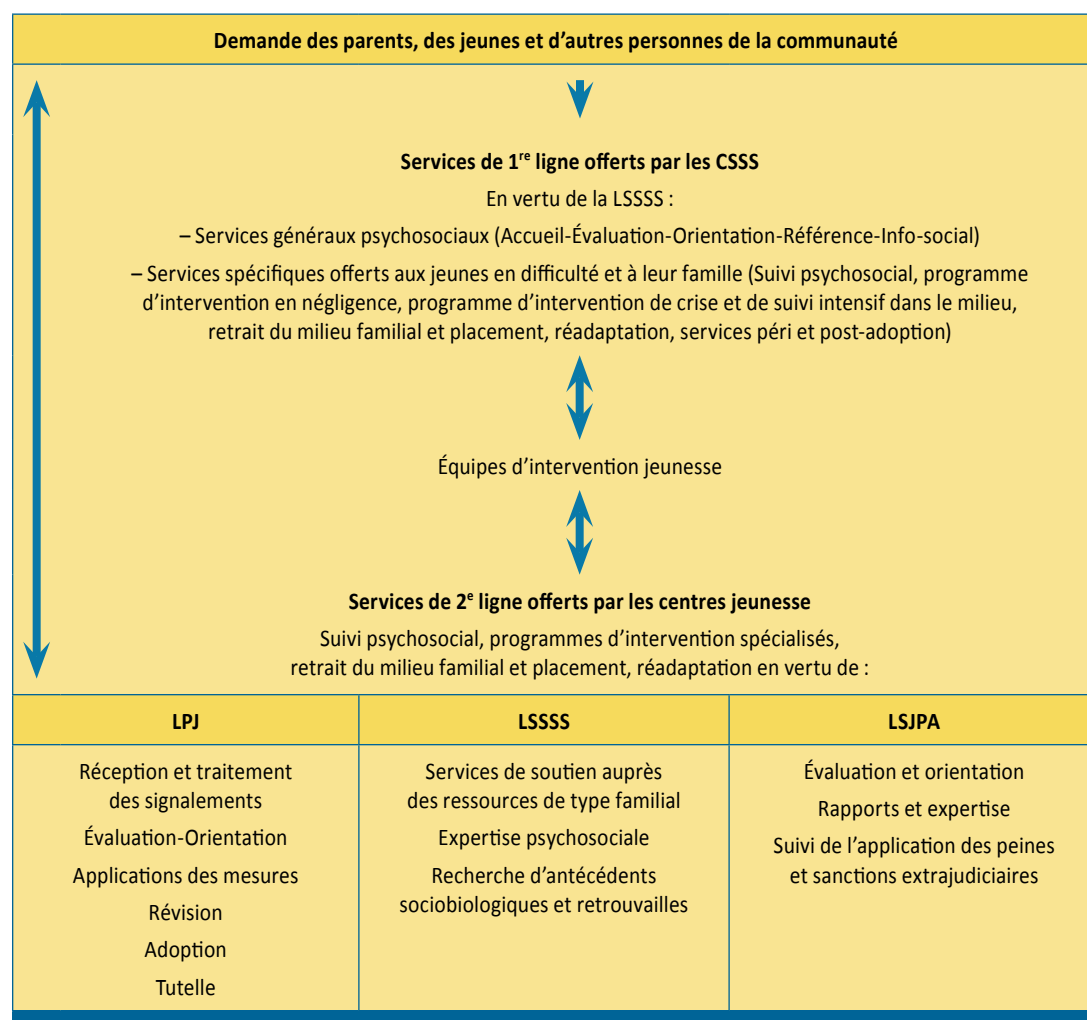 Demande des parents, des jeunes et d'autres personnes de la communauté
Services de 1re ligne offerts par les CSSS
En vertu de la LSSSS :
– Services généraux psychosociaux (Accueil-Évaluation-Orientation-Référence-Info-social)
– Services spécifiques offerts aux jeunes en difficulté et à leur famille (Suivi psychosocial, programme
d'intervention en négligence, programme d'intervention de crise et de suivi intensif dans le milieu,
retrait du milieu familial et placement, réadaptation, services péri et post-adoption)
Équipes d'intervention jeunesse
Services de 2e ligne offerts par les centres jeunesse
Suivi psychosocial, programmes d'intervention spécialisés,
retrait du milieu familial et placement, réadaptation en vertu de :
LPJ
Réception et traitement
des signalements
Évaluation-Orientation
Applications des mesures
Révision
Adoption
Tutelle
LSSSS
Services de soutien auprès
des ressources de type familial
Expertise psychosociale
Recherche d'antécédents
sociobiologiques et retrouvailles
LSJPA
Évaluation et orientation
Rapports et expertise
Suivi de l'application des peines
et sanctions extrajudiciaires